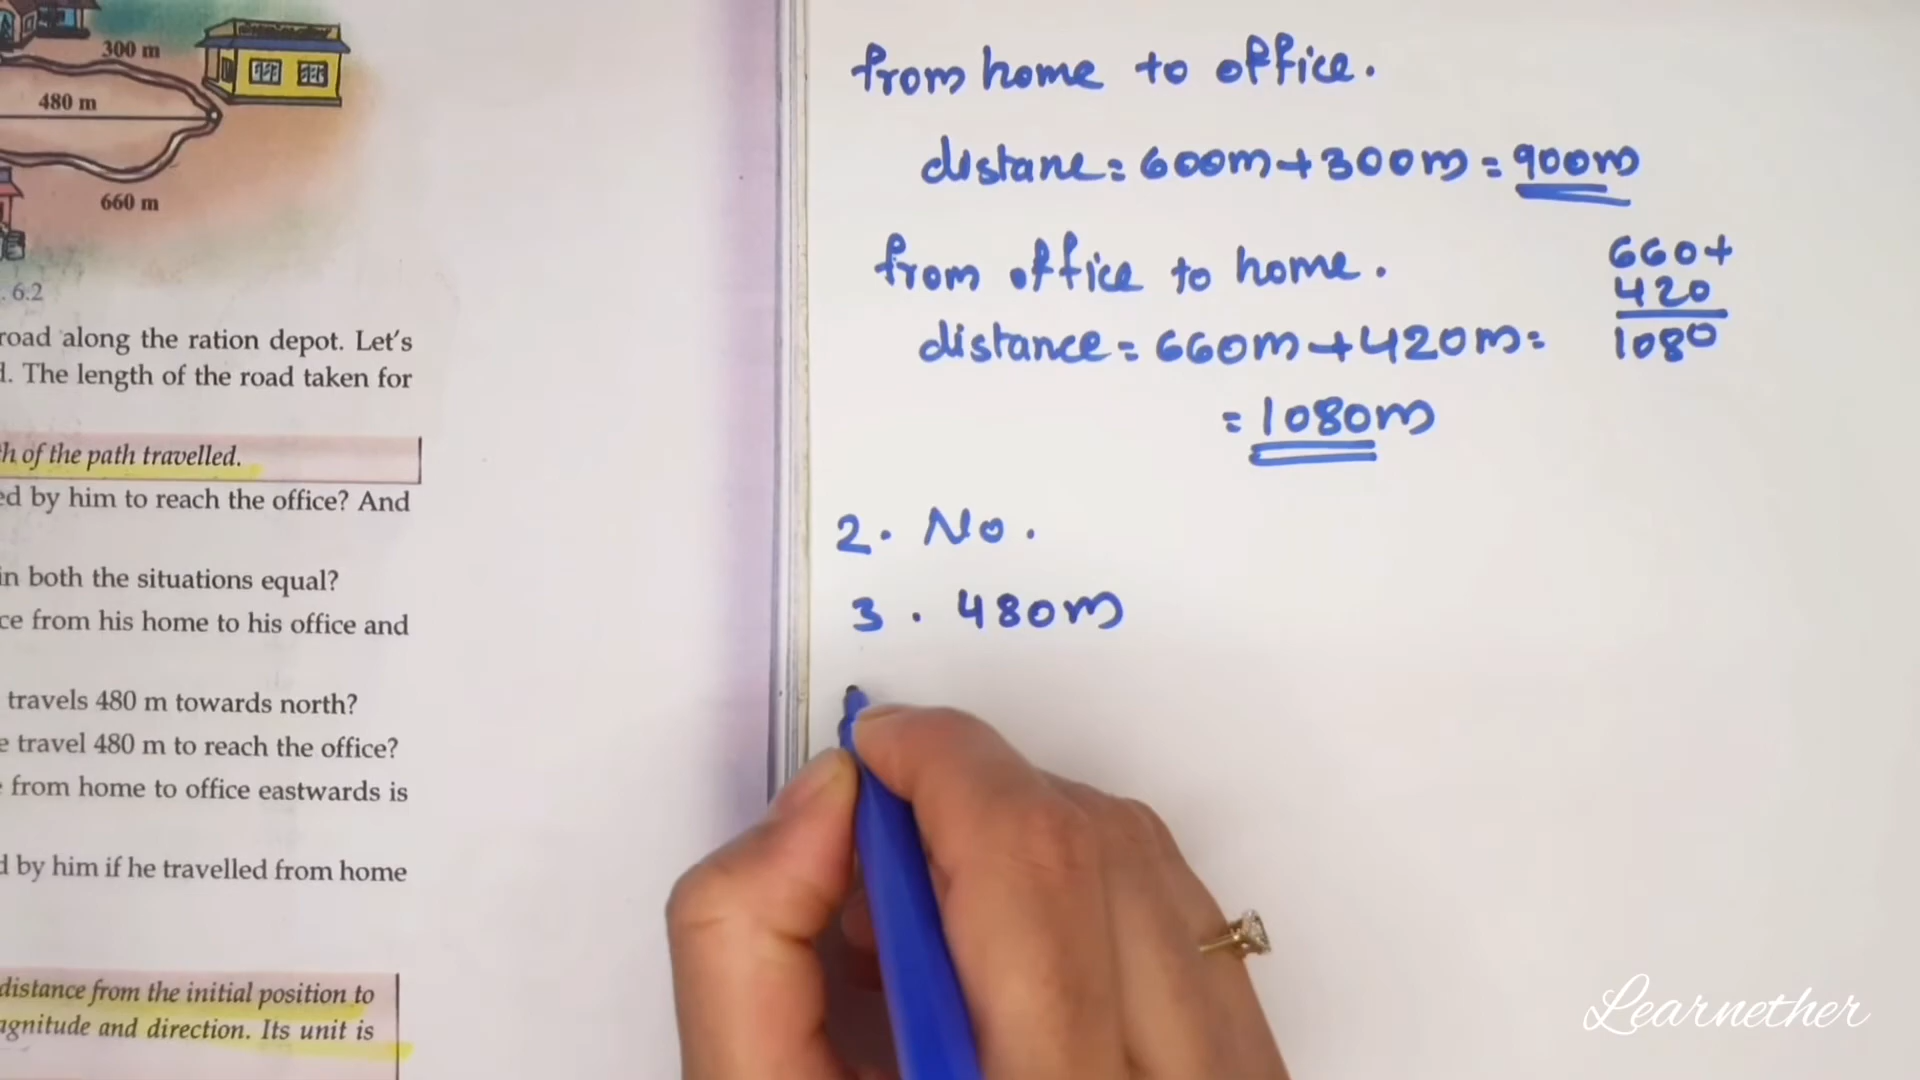 300 m
480 m
660 m
. 6.2
road along the ration depot. Let's
d. The length of the road taken for
h of the path travelled.
ed by him to reach the office? And
in both the situations equal?
ce from his home to his office and
travels 480 m towards north?
e travel 480 m to reach the office?
from home to office eastwards is
d by him if he travelled from home
distance from the initial position to
agnitude and direction. Its unit is
from home to office.
distane = 600m + 300m = 900m
from office to home.
distance = 660m + 420m =
= 1080m
660+
420
1080
2. No.
3. 480m
Learnether